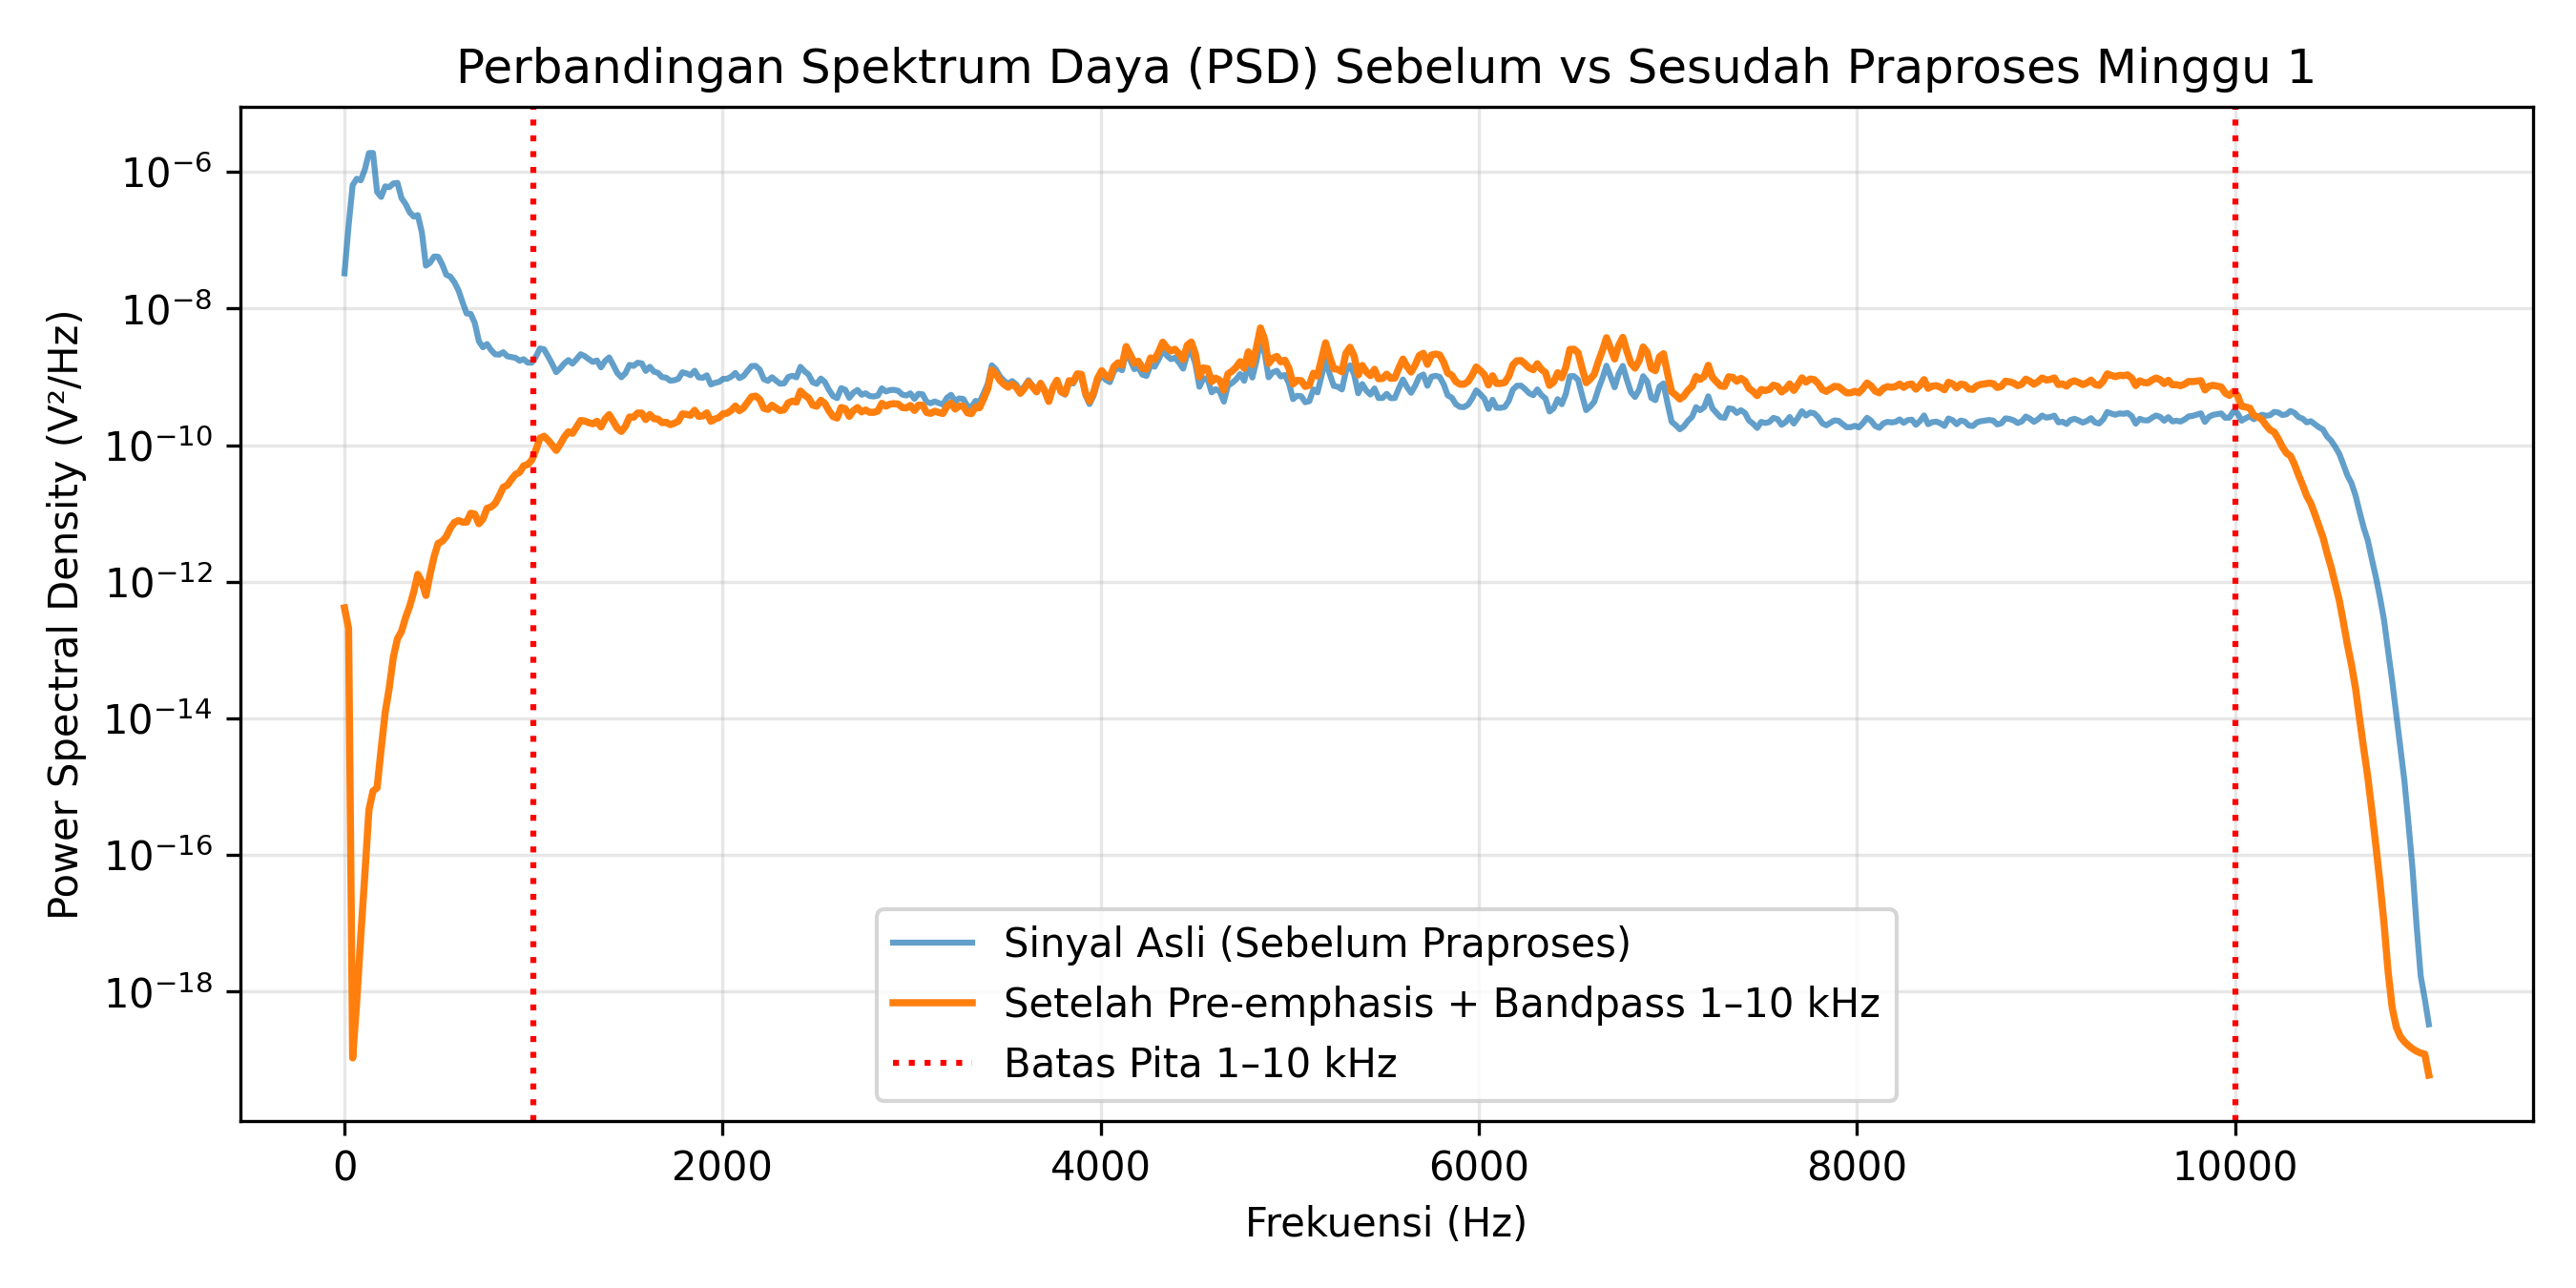 Perbandingan Spektrum Daya (PSD) Sebelum vs Sesudah Praproses Minggu 1
Power Spectral Density (V²/Hz)
10⁻⁶
10⁻⁸
10⁻¹⁰
10⁻¹²
10⁻¹⁴
10⁻¹⁶
10⁻¹⁸
Sinyal Asli (Sebelum Praproses)
Setelah Pre-emphasis + Bandpass 1–10 kHz
Batas Pita 1–10 kHz
0 2000 4000 6000 8000 10000
Frekuensi (Hz)